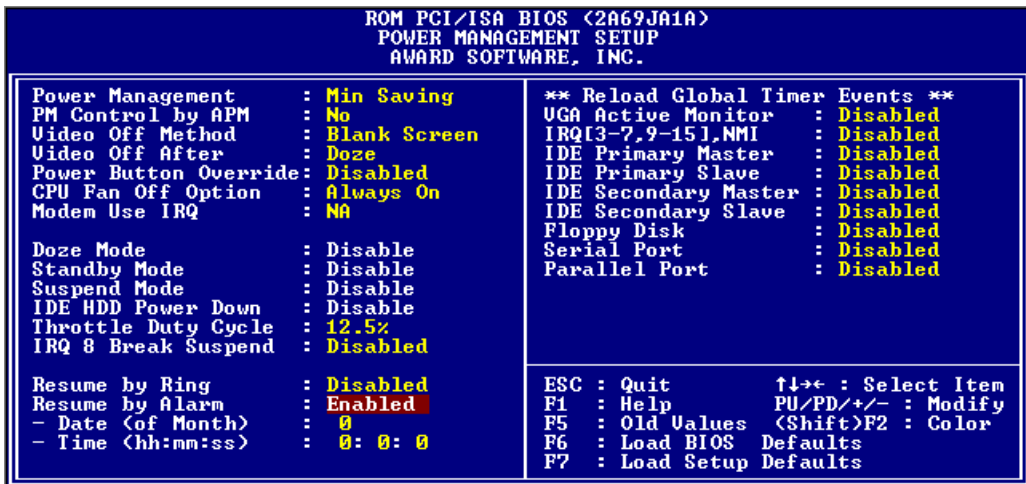 ROM PCI/ISA BIOS (2A69JA1A)
POWER MANAGEMENT SETUP
AWARD SOFTWARE, INC.
Power Management : Min Saving
PM Control by APM : No
Video Off Method : Blank Screen
Video Off After : Doze
Power Button Override: Disabled
CPU Fan Off Option : Always On
Modem Use IRQ : NA
Doze Mode : Disable
Standby Mode : Disable
Suspend Mode : Disable
IDE HDD Power Down : Disable
Throttle Duty Cycle : 12.5%
IRQ 8 Break Suspend : Disabled
Resume by Ring : Disabled
Resume by Alarm : Enabled
- Date (of Month) : 0
- Time (hh:mm:ss) : 0: 0: 0
** Reload Global Timer Events **
VGA Active Monitor : Disabled
IRQ[3-7,9-15],NMI : Disabled
IDE Primary Master : Disabled
IDE Primary Slave : Disabled
IDE Secondary Master : Disabled
IDE Secondary Slave : Disabled
Floppy Disk : Disabled
Serial Port : Disabled
Parallel Port : Disabled
ESC : Quit ↑↓→← : Select Item
F1 : Help PU/PD/+/- : Modify
F5 : Old Values (Shift)F2 : Color
F6 : Load BIOS Defaults
F7 : Load Setup Defaults